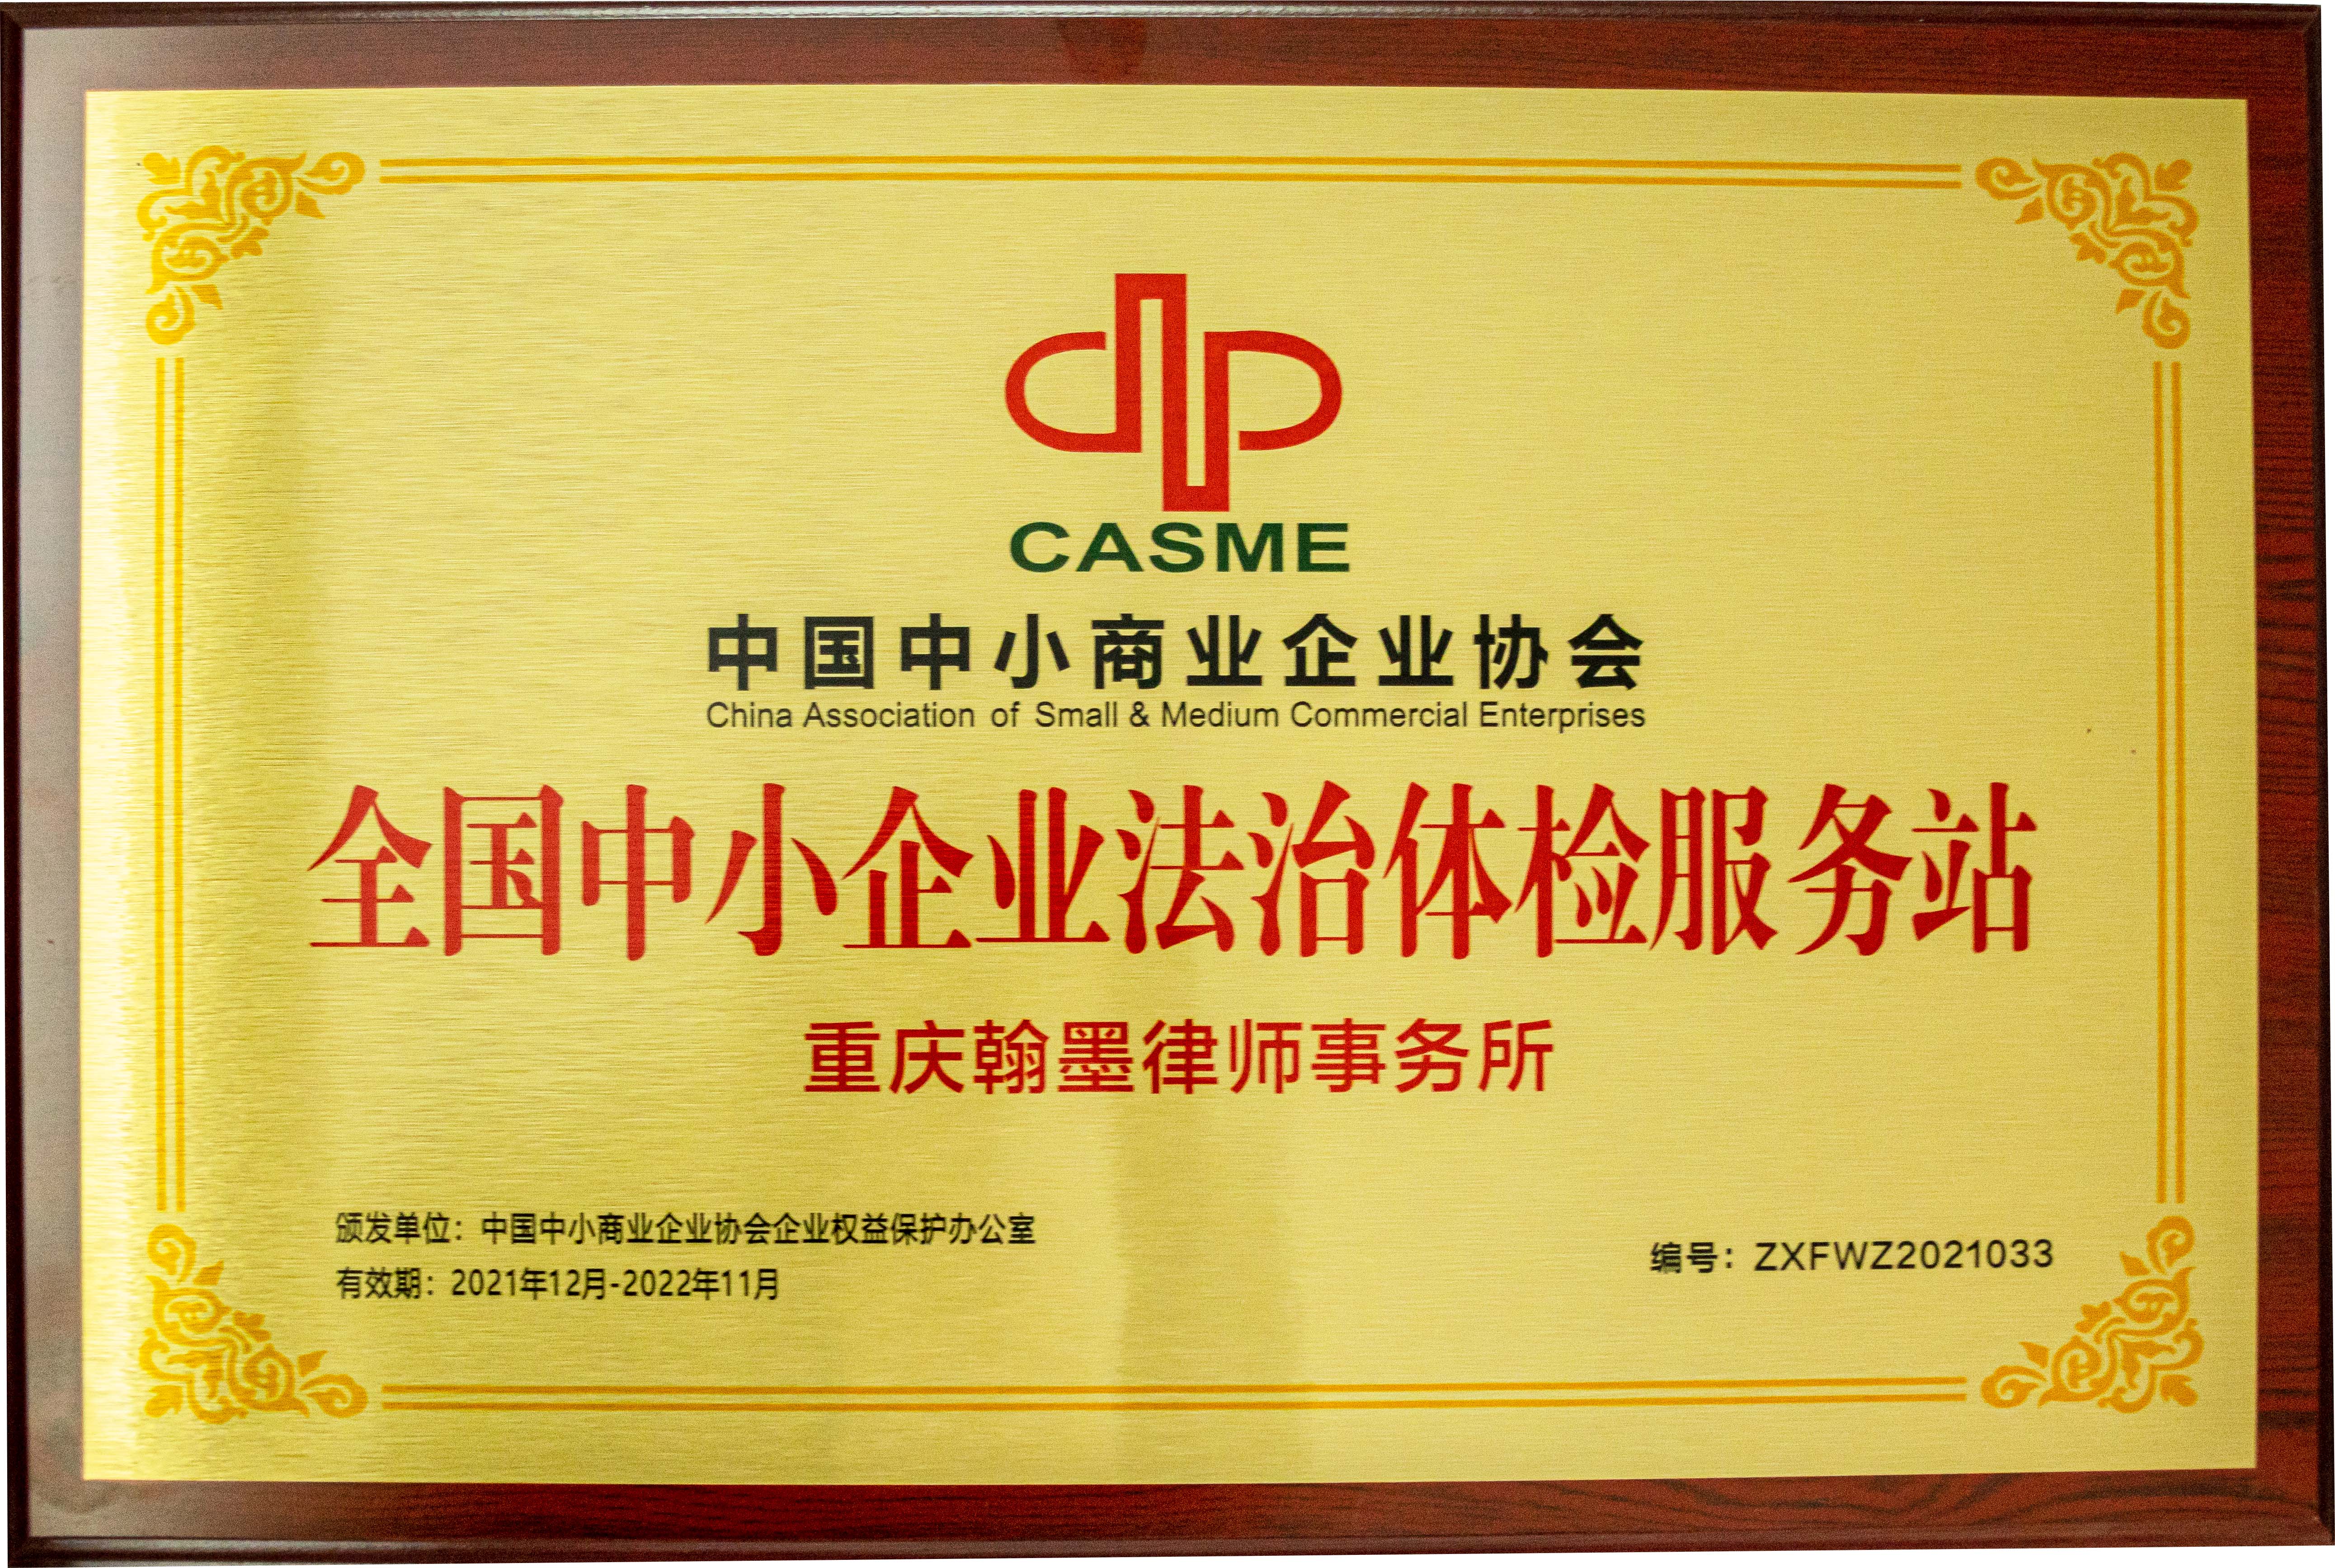 CASME
中国中小商业企业协会
China Association of Small & Medium Commercial Enterprises
全国中小企业法治体检服务站
重庆翰墨律师事务所
颁发单位：中国中小商业企业协会企业权益保护办公室
有效期：2021年12月-2022年11月
编号：ZXFWZ2021033